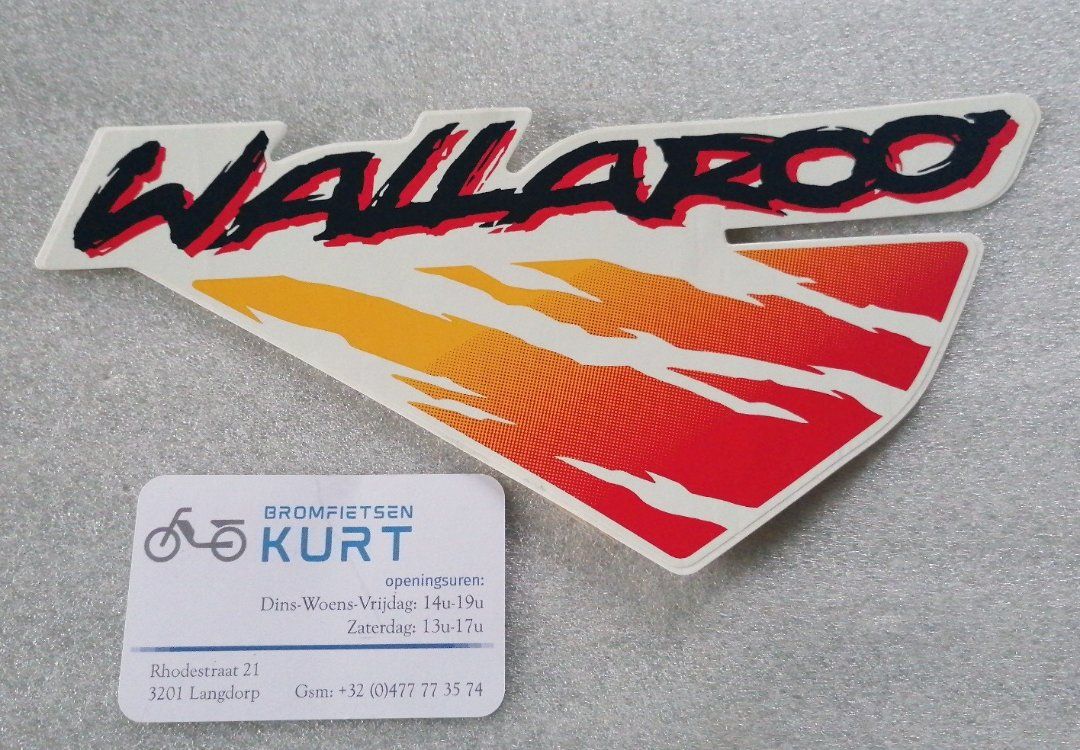 WALLAROO
BROMFIETSEN
KURT
openingsuren:
Dins-Woens-Vrijdag: 14u-19u
Zaterdag: 13u-17u
Rhodestraat 21
3201 Langdorp Gsm: +32 (0)477 77 35 74